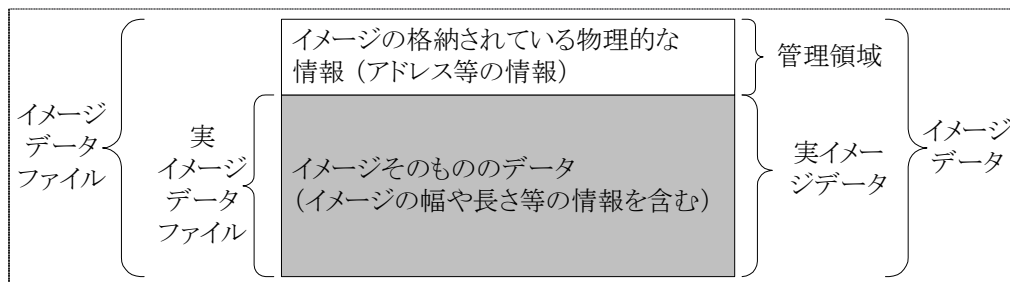 イメージ
データ
ファイル
実
イメージ
データ
ファイル
イメージの格納されている物理的な
情報（アドレス等の情報）
イメージそのもののデータ
（イメージの幅や長さ等の情報を含む）
管理領域
実イメー
ジデータ
イメージ
データ